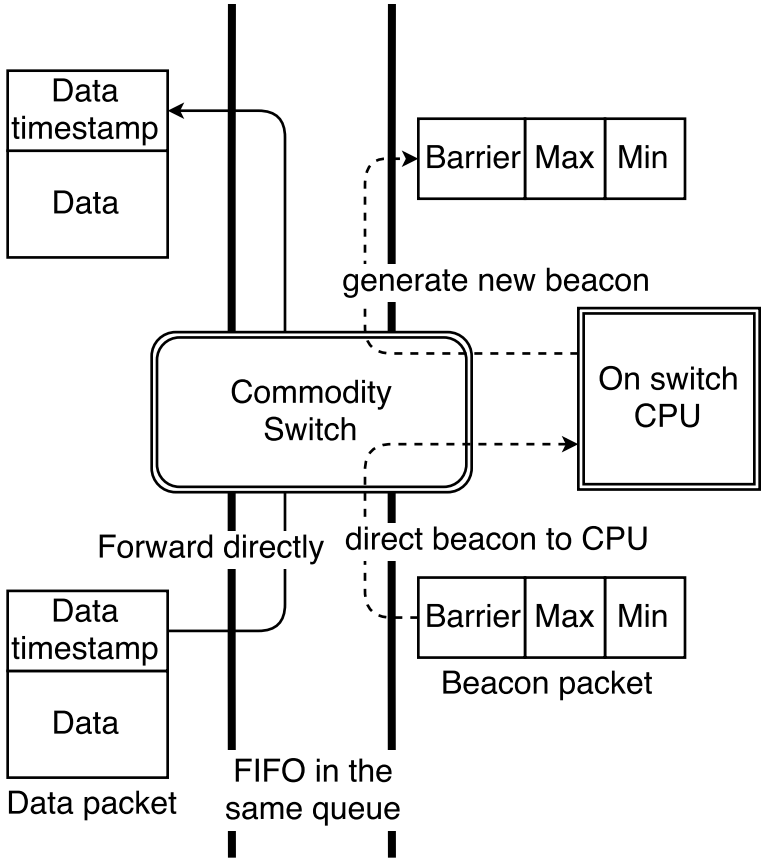 Data
timestamp
Data
Barrier Max Min
generate new beacon
Commodity
Switch
On switch
CPU
Forward directly
direct beacon to CPU
Data
timestamp
Data
Data packet
Barrier Max Min
Beacon packet
FIFO in the
same queue